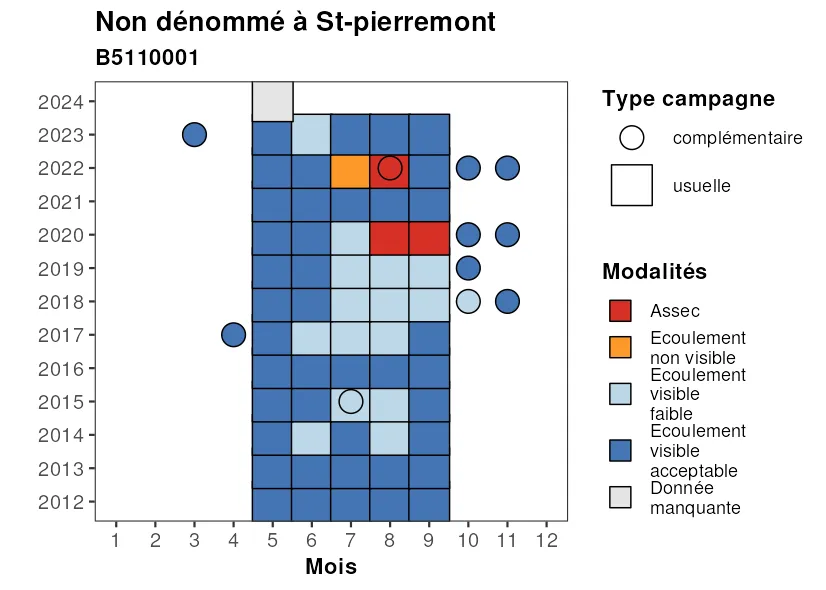 Non dénommé à St-pierremont
B5110001
2024
2023
2022
2021
2020
2019
2018
2017
2016
2015
2014
2013
2012
1 2 3 4 5 6 7 8 9 10 11 12
Mois
Type campagne
complémentaire
usuelle
Modalités
Assec
Ecoulement
non visible
Ecoulement
visible
faible
Ecoulement
visible
acceptable
Donnée
manquante